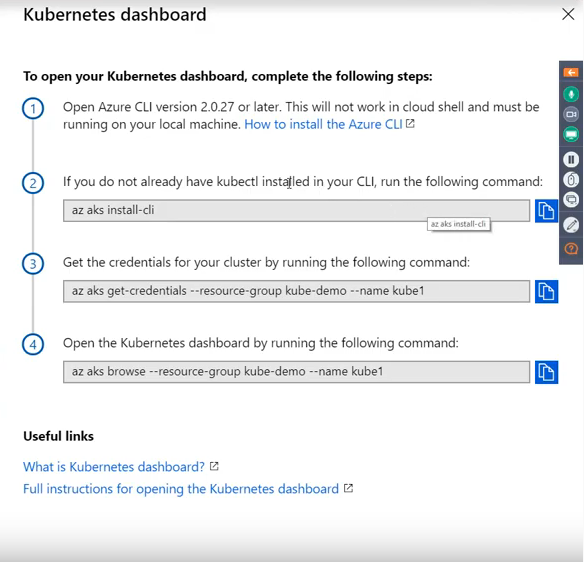 Kubernetes dashboard
To open your Kubernetes dashboard, complete the following steps:
1
Open Azure CLI version 2.0.27 or later. This will not work in cloud shell and must be
running on your local machine. How to install the Azure CLI
2
If you do not already have kubectl installed in your CLI, run the following command:
az aks install-cli
az aks install-cli
3
Get the credentials for your cluster by running the following command:
az aks get-credentials --resource-group kube-demo --name kube1
4
Open the Kubernetes dashboard by running the following command:
az aks browse --resource-group kube-demo --name kube1
Useful links
What is Kubernetes dashboard?
Full instructions for opening the Kubernetes dashboard